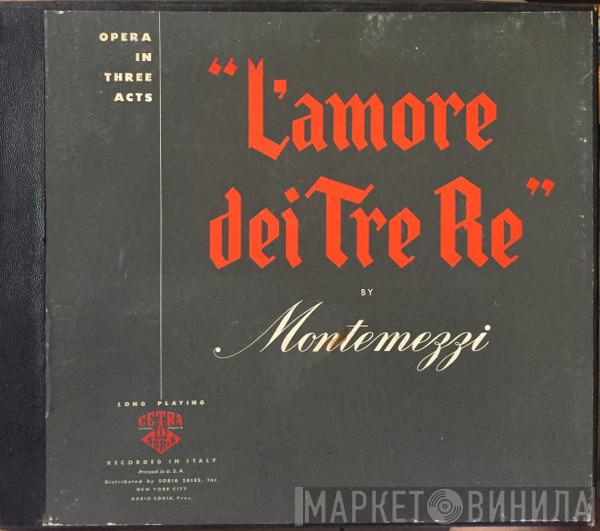 OPERA
IN
THREE
ACTS
"L'amore
dei Tre Re"
BY
Montemezzi
LONG PLAYING
CETRA
SORIA
RECORDED IN ITALY
Pressed in U.S.A.
Distributed by SORIA SALES, Inc.
NEW YORK CITY
DARIO SORIA, Pres.
МАРКЕТ ВИНИЛА